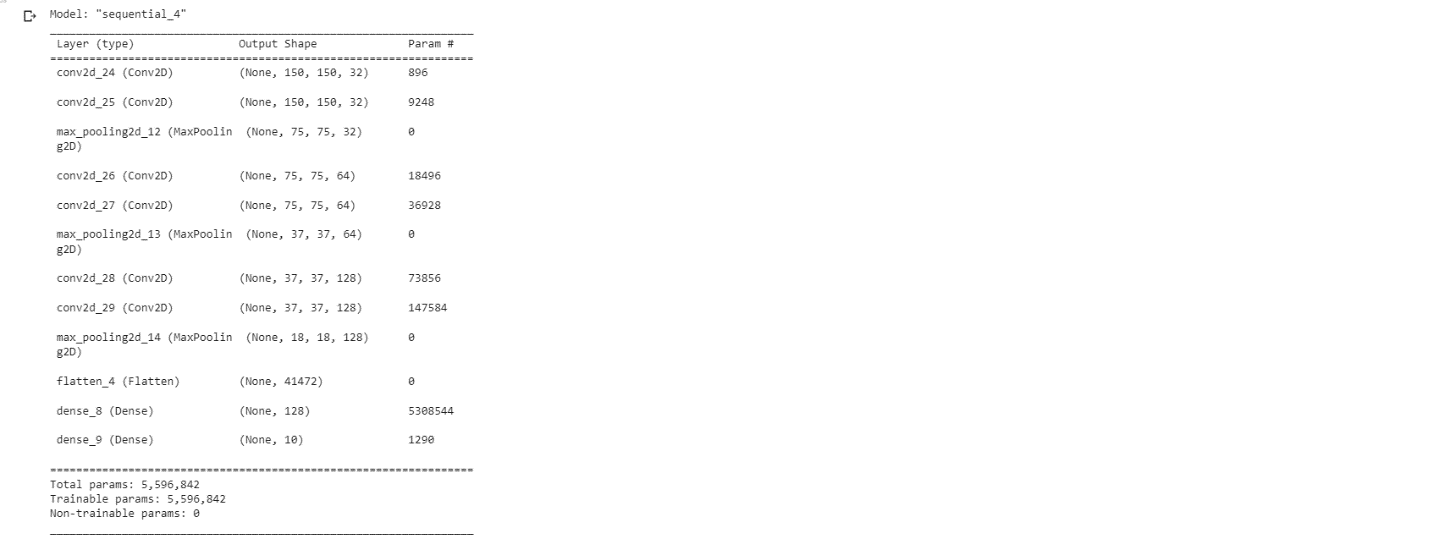 Model: "sequential_4"
Layer (type) Output Shape Param #
conv2d_24 (Conv2D) (None, 150, 150, 32) 896
conv2d_25 (Conv2D) (None, 150, 150, 32) 9248
max_pooling2d_12 (MaxPoolin (None, 75, 75, 32) 0
g2D)
conv2d_26 (Conv2D) (None, 75, 75, 64) 18496
conv2d_27 (Conv2D) (None, 75, 75, 64) 36928
max_pooling2d_13 (MaxPoolin (None, 37, 37, 64) 0
g2D)
conv2d_28 (Conv2D) (None, 37, 37, 128) 73856
conv2d_29 (Conv2D) (None, 37, 37, 128) 147584
max_pooling2d_14 (MaxPoolin (None, 18, 18, 128) 0
g2D)
flatten_4 (Flatten) (None, 41472) 0
dense_8 (Dense) (None, 128) 5308544
dense_9 (Dense) (None, 10) 1290
Total params: 5,596,842
Trainable params: 5,596,842
Non-trainable params: 0